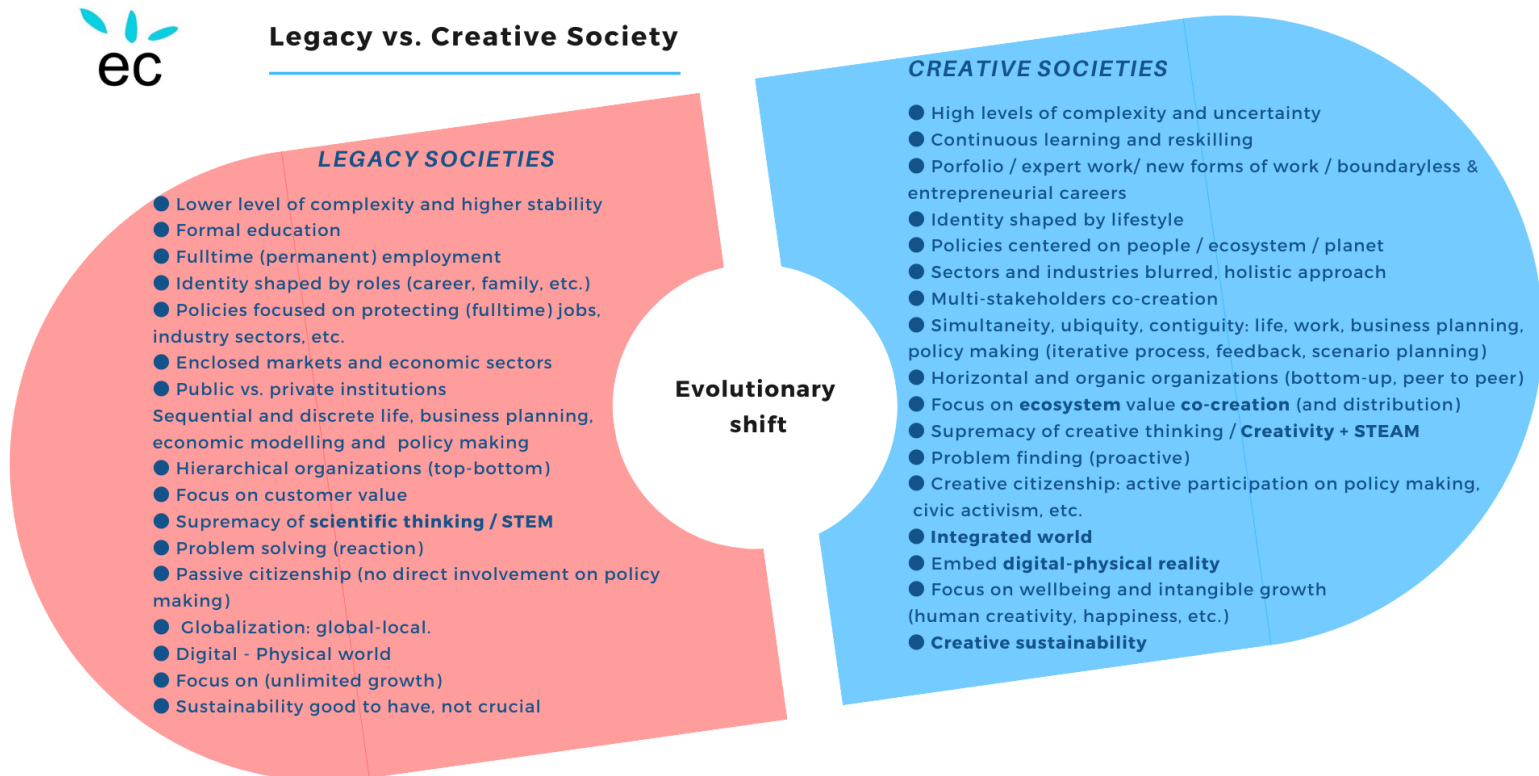 ec
Legacy vs. Creative Society
LEGACY SOCIETIES
● Lower level of complexity and higher stability
● Formal education
● Fulltime (permanent) employment
● Identity shaped by roles (career, family, etc.)
● Policies focused on protecting (fulltime) jobs,
industry sectors, etc.
● Enclosed markets and economic sectors
● Public vs. private institutions
Sequential and discrete life, business planning,
economic modelling and policy making
● Hierarchical organizations (top-bottom)
● Focus on customer value
● Supremacy of scientific thinking / STEM
● Problem solving (reaction)
● Passive citizenship (no direct involvement on policy
making)
● Globalization: global-local.
● Digital - Physical world
● Focus on (unlimited growth)
● Sustainability good to have, not crucial
Evolutionary
shift
CREATIVE SOCIETIES
● High levels of complexity and uncertainty
● Continuous learning and reskilling
● Porfolio / expert work/ new forms of work / boundaryless &
entrepreneurial careers
● Identity shaped by lifestyle
● Policies centered on people / ecosystem / planet
● Sectors and industries blurred, holistic approach
● Multi-stakeholders co-creation
● Simultaneity, ubiquity, contiguity: life, work, business planning,
policy making (iterative process, feedback, scenario planning)
● Horizontal and organic organizations (bottom-up, peer to peer)
● Focus on ecosystem value co-creation (and distribution)
● Supremacy of creative thinking / Creativity + STEAM
● Problem finding (proactive)
● Creative citizenship: active participation on policy making,
civic activism, etc.
● Integrated world
● Embed digital-physical reality
● Focus on wellbeing and intangible growth
(human creativity, happiness, etc.)
● Creative sustainability